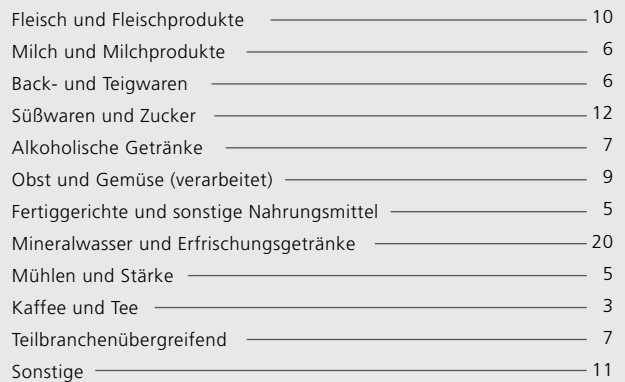 Fleisch und Fleischprodukte 10
Milch und Milchprodukte 6
Back- und Teigwaren 6
Süßwaren und Zucker 12
Alkoholische Getränke 7
Obst und Gemüse (verarbeitet) 9
Fertiggerichte und sonstige Nahrungsmittel 5
Mineralwasser und Erfrischungsgetränke 20
Mühlen und Stärke 5
Kaffee und Tee 3
Teilbranchenübergreifend 7
Sonstige 11